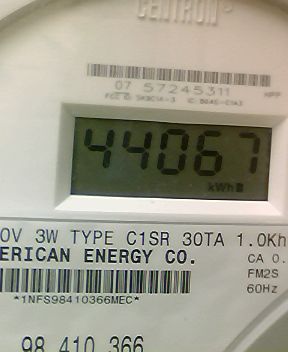 CENTRON®
07 57245311
44067
kWh
0V 3W TYPE C1SR 30TA 1.0Kh
ERICAN ENERGY CO.
CA 0.
FM2S
*1NFS98410366MEC*
60Hz
98 410 366